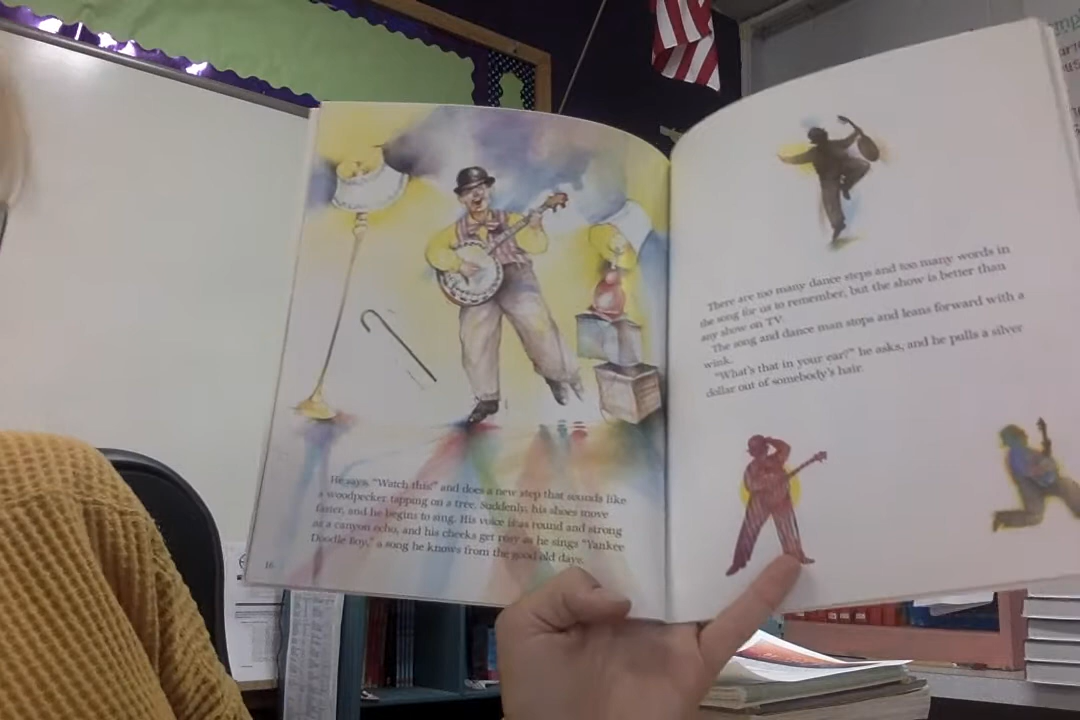 He says, "Watch this!" and does a new step that sounds like
a woodpecker tapping on a tree. Suddenly, his shoes move
faster, and he begins to sing. His voice is as round and strong
as a canyon echo, and his cheeks get rosy as he sings "Yankee
Doodle Boy," a song he knows from the good old days.
16
There are too many dance steps and too many words in
the song for us to remember, but the show is better than
any show on TV.
The song and dance man stops and leans forward with a
wink.
"What's that in your ear?" he asks, and he pulls a silver
dollar out of somebody's hair.